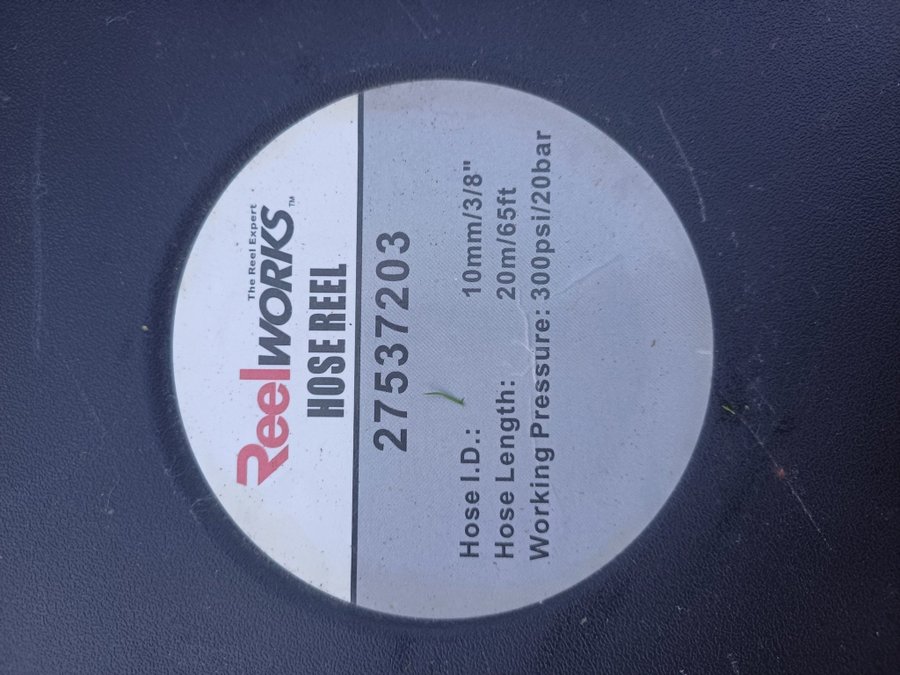 The Reel Expert
ReelWORKS™
HOSE REEL
27537203
Hose I.D.: 10mm/3/8"
Hose Length: 20m/65ft
Working Pressure: 300psi/20bar